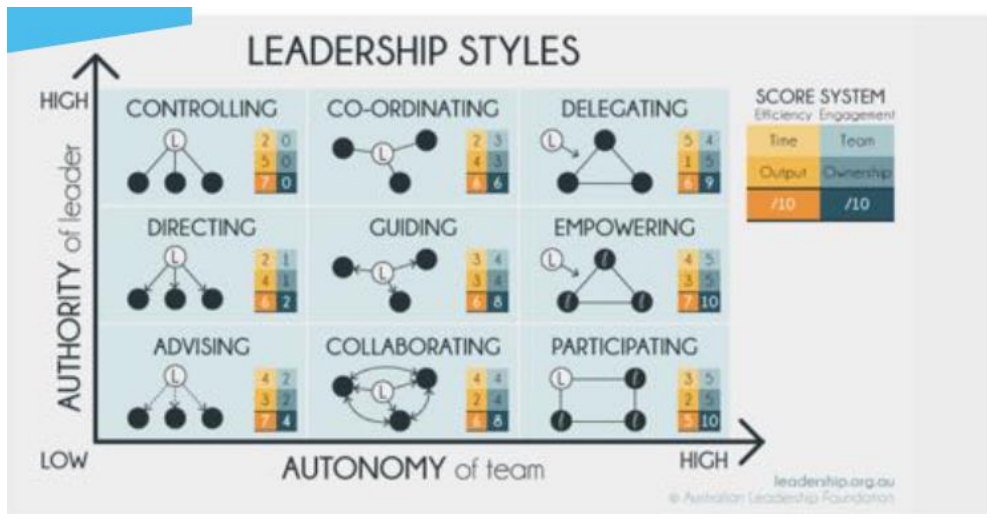 LEADERSHIP STYLES
HIGH
AUTHORITY of leader
LOW
CONTROLLING
L
2 0
5 0
7 0
CO-ORDINATING
L
2 3
4 3
6 6
DELEGATING
L
5 4
1 5
6 9
DIRECTING
L
2 1
4 1
6 2
GUIDING
L
3 4
3 4
6 8
EMPOWERING
L
l
l l
4 5
3 5
7 10
ADVISING
L
4 2
3 2
7 4
COLLABORATING
L
4 4
2 4
6 8
PARTICIPATING
L l
l l
3 5
2 5
5 10
AUTONOMY of team
HIGH
SCORE SYSTEM
Efficiency Engagement
Time Team
Output Ownership
/10 /10
leadership.org.au
© Australian Leadership Foundation